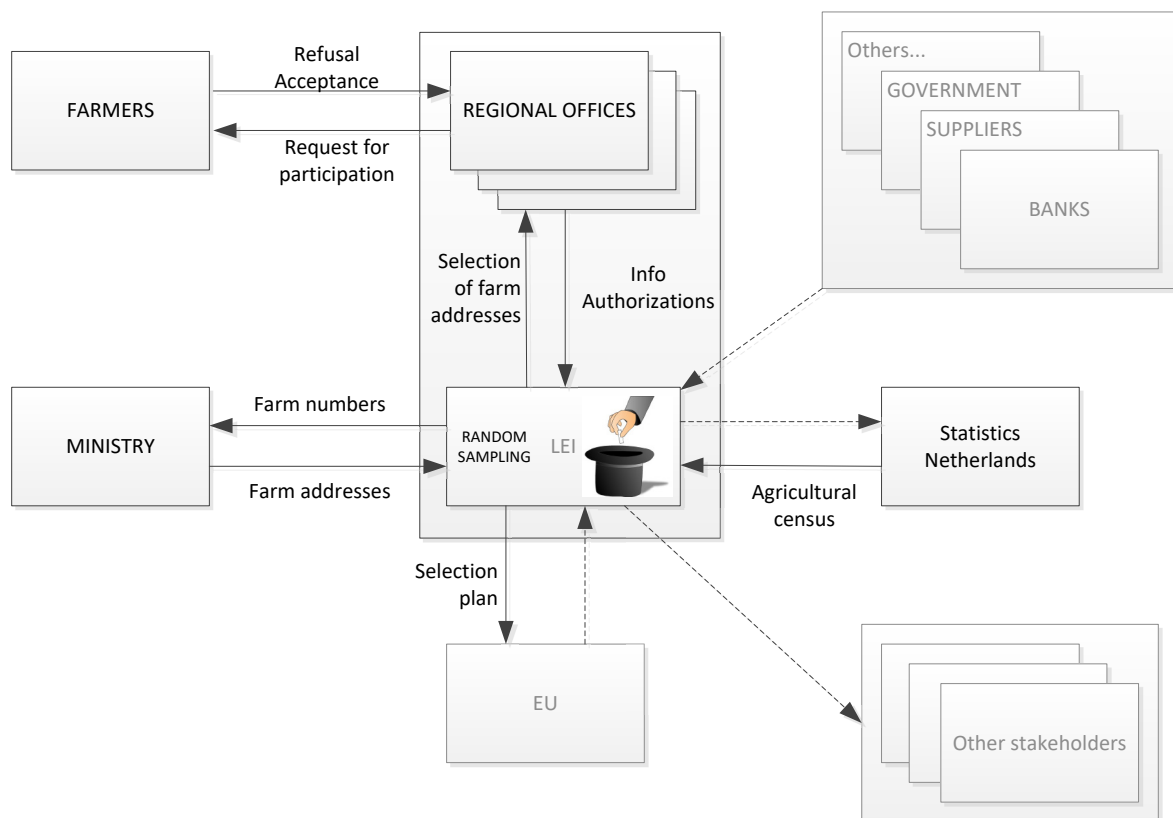 Refusal
Acceptance
FARMERS
REGIONAL OFFICES
Request for
participation
Others...
GOVERNMENT
SUPPLIERS
BANKS
Selection
of farm
addresses
Info
Authorizations
MINISTRY
Farm numbers
Farm addresses
RANDOM
SAMPLING
LEI
Statistics
Netherlands
Agricultural
census
Selection
plan
EU
Other stakeholders